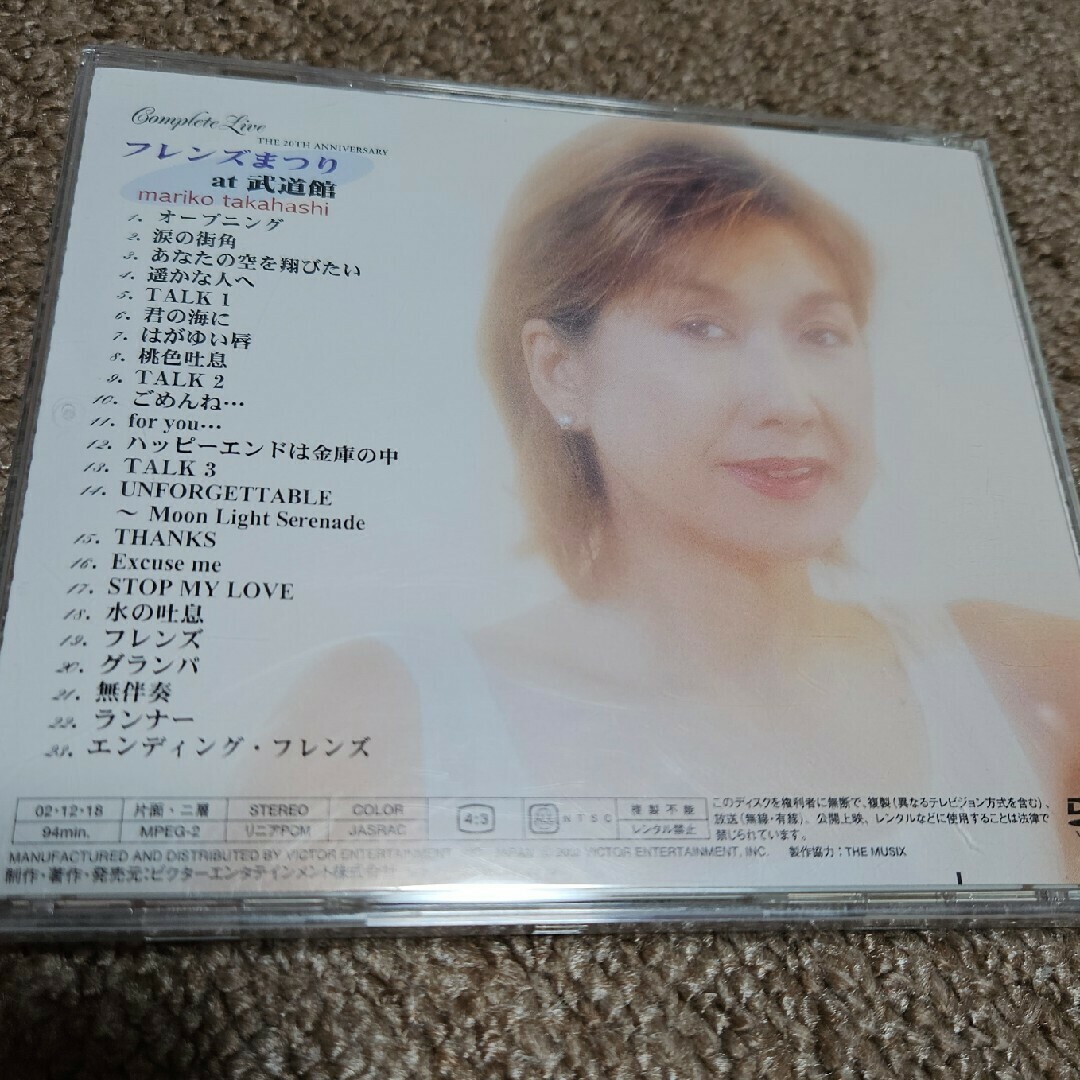 Complete Live
THE 20TH ANNIVERSARY
フレンズまつり
at 武道館
mariko takahashi
1. オープニング
2. 涙の街角
3. あなたの空を翔びたい
4. 遥かな人へ
5. TALK 1
6. 君の海に
7. はがゆい唇
8. 桃色吐息
9. TALK 2
10. ごめんね…
11. for you…
12. ハッピーエンドは金庫の中
13. TALK 3
14. UNFORGETTABLE
～ Moon Light Serenade
15. THANKS
16. Excuse me
17. STOP MY LOVE
18. 水の吐息
19. フレンズ
20. グランパ
21. 無伴奏
22. ランナー
23. エンディング・フレンズ
02・12・18 片面・二層 STEREO COLOR 4:3 NTSC 複製不能
94min. MPEG-2 リニアPCM JASRAC レンタル禁止
このディスクを権利者に無断で、複製(異なるテレビジョン方式を含む)、
放送(無線・有線)、公開上映、レンタルなどに使用することは法律で
禁じられています。
MANUFACTURED AND DISTRIBUTED BY VICTOR ENTERTAINMENT JAPAN © 2002 VICTOR ENTERTAINMENT, INC. 製作協力：THE MUSIX
制作・著作・発売元：ビクターエンタテインメント株式会社